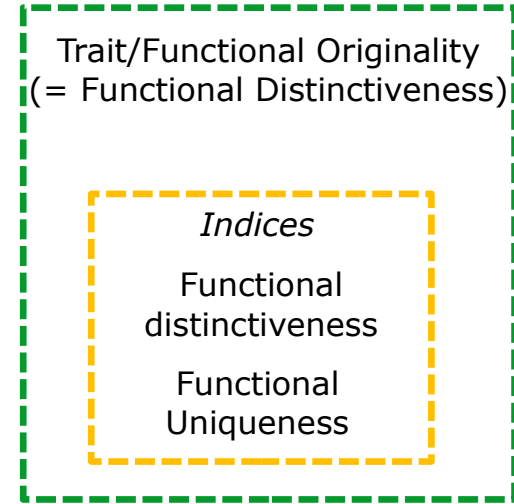 Trait/Functional Originality
(= Functional Distinctiveness)
Indices
Functional
distinctiveness
Functional
Uniqueness